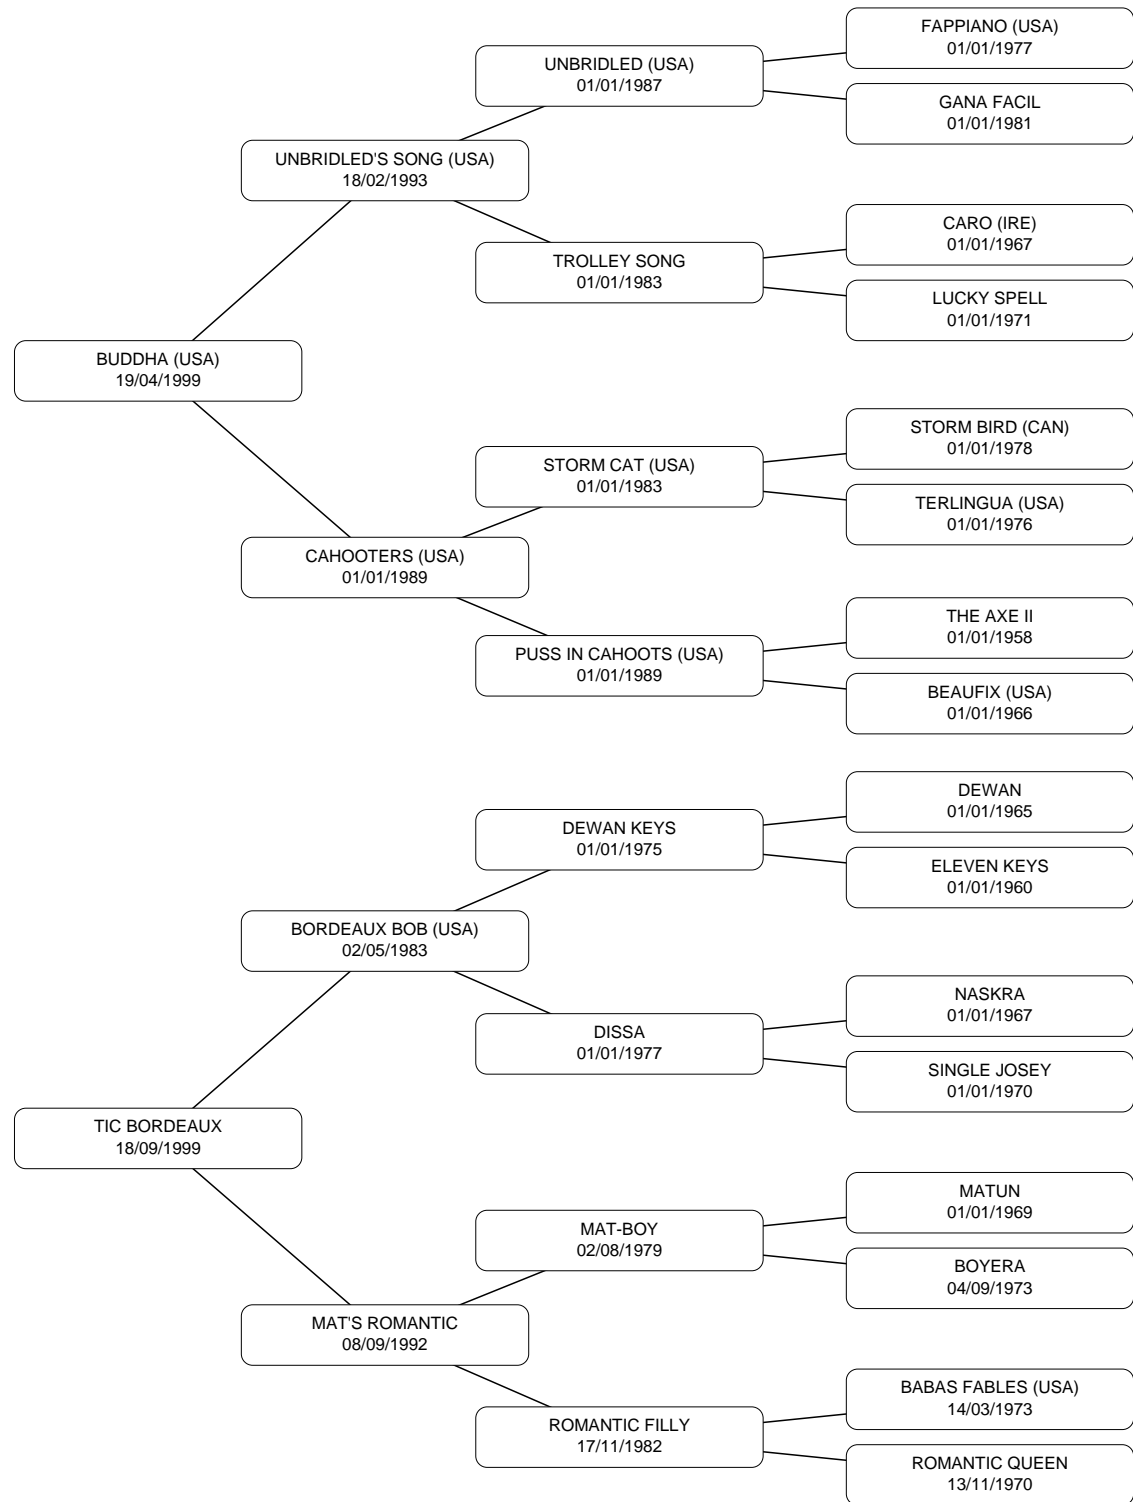 FAPPIANO (USA)
01/01/1977
UNBRIDLED (USA)
01/01/1987
GANA FACIL
01/01/1981
UNBRIDLED'S SONG (USA)
18/02/1993
CARO (IRE)
01/01/1967
TROLLEY SONG
01/01/1983
LUCKY SPELL
01/01/1971
BUDDHA (USA)
19/04/1999
STORM BIRD (CAN)
01/01/1978
STORM CAT (USA)
01/01/1983
TERLINGUA (USA)
01/01/1976
CAHOOTERS (USA)
01/01/1989
THE AXE II
01/01/1958
PUSS IN CAHOOTS (USA)
01/01/1989
BEAUFIX (USA)
01/01/1966
DEWAN
01/01/1965
DEWAN KEYS
01/01/1975
ELEVEN KEYS
01/01/1960
BORDEAUX BOB (USA)
02/05/1983
NASKRA
01/01/1967
DISSA
01/01/1977
SINGLE JOSEY
01/01/1970
TIC BORDEAUX
18/09/1999
MATUN
01/01/1969
MAT-BOY
02/08/1979
BOYERA
04/09/1973
MAT'S ROMANTIC
08/09/1992
BABAS FABLES (USA)
14/03/1973
ROMANTIC FILLY
17/11/1982
ROMANTIC QUEEN
13/11/1970